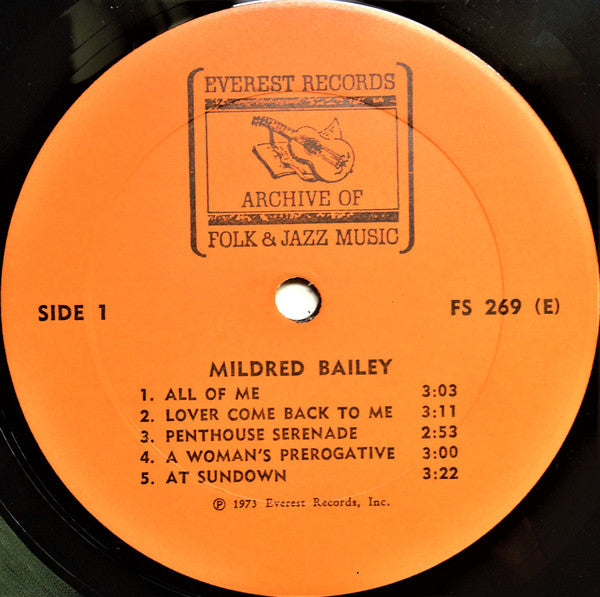 EVEREST RECORDS
ARCHIVE OF
FOLK & JAZZ MUSIC
SIDE 1 FS 269 (E)
MILDRED BAILEY
1. ALL OF ME 3:03
2. LOVER COME BACK TO ME 3:11
3. PENTHOUSE SERENADE 2:53
4. A WOMAN'S PREROGATIVE 3:00
5. AT SUNDOWN 3:22
℗ 1973 Everest Records, Inc.